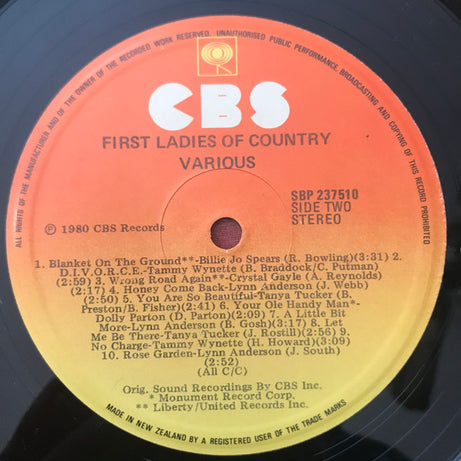 ALL RIGHTS OF THE MANUFACTURER AND OF THE OWNER OF THE RECORDED WORK RESERVED. UNAUTHORISED PUBLIC PERFORMANCE, BROADCASTING AND COPYING OF THIS RECORD PROHIBITED
CBS
FIRST LADIES OF COUNTRY
VARIOUS
SBP 237510
SIDE TWO
STEREO
Ⓟ 1980 CBS Records
1. Blanket On The Ground**-Billie Jo Spears (R. Bowling)(3:31) 2.
D.I.V.O.R.C.E-Tammy Wynette (B. Braddock/C. Putman)
(2:59) 3. Wrong Road Again**-Crystal Gayle (A. Reynolds)
(2:17) 4. Honey Come Back-Lynn Anderson (J. Webb)
(2:50) 5. You Are So Beautiful-Tanya Tucker (B.
Preston/B. Fisher)(2:41) 6. Your Ole Handy Man*-
Dolly Parton (D. Parton)(2:09) 7. A Little Bit
More-Lynn Anderson (B. Gosh)(3:17) 8. Let
Me Be There-Tanya Tucker (J. Rostill)(2:56) 9.
No Charge-Tammy Wynette (H. Howard)(3:09)
10. Rose Garden-Lynn Anderson (J. South)
(2:52)
(All C/C)
Orig. Sound Recordings By CBS Inc.
* Monument Record Corp.
** Liberty/United Records Inc.
MADE IN NEW ZEALAND BY A REGISTERED USER OF THE TRADE MARKS